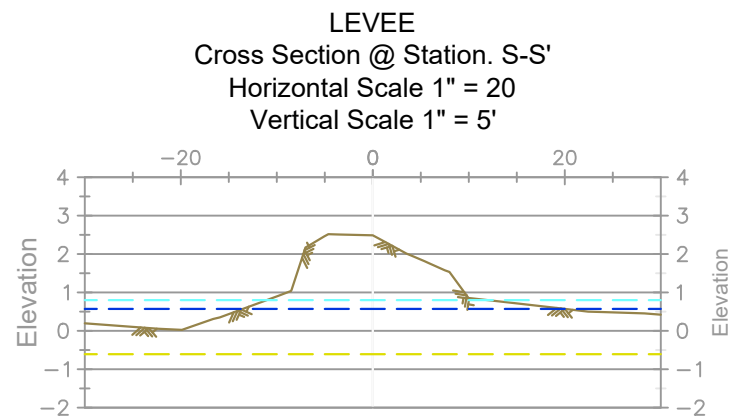 LEVEE
Cross Section @ Station. S-S'
Horizontal Scale 1" = 20
Vertical Scale 1" = 5'
−20 0 20
4 4
3 3
2 2
1 1
0 0
−1 −1
−2 −2
Elevation
Elevation